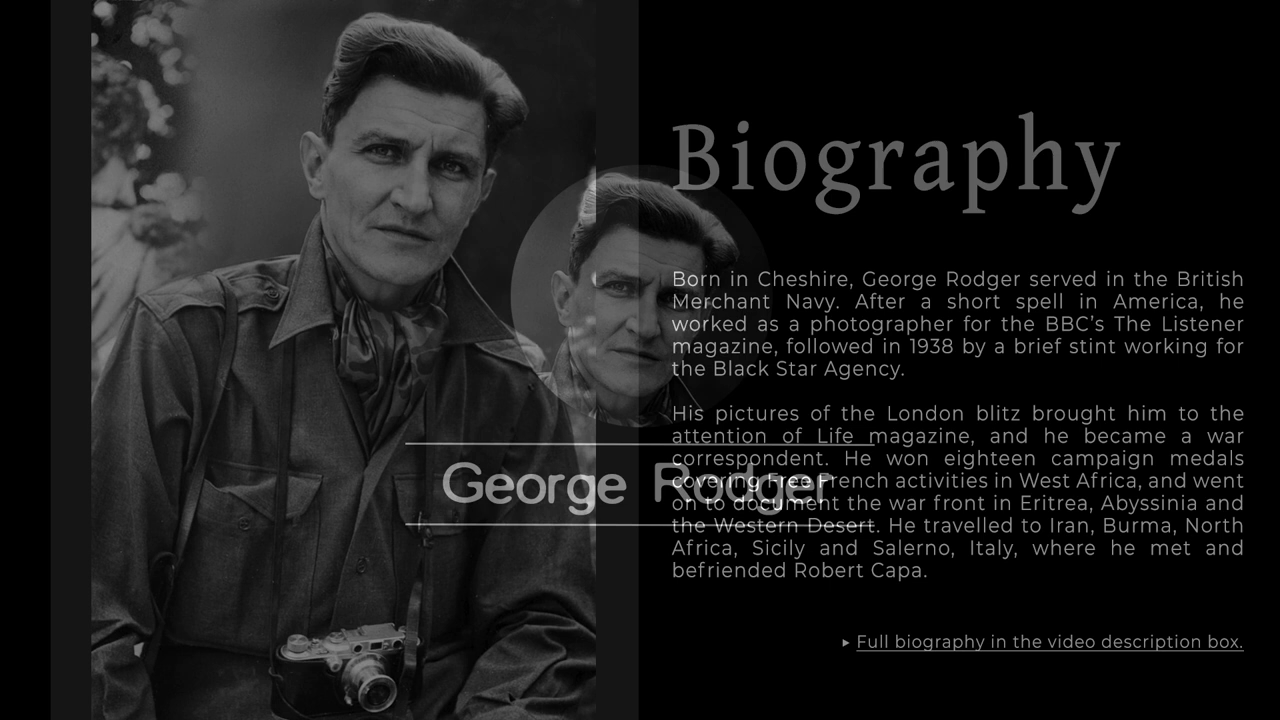 Biography
Born in Cheshire, George Rodger served in the British
Merchant Navy. After a short spell in America, he
worked as a photographer for the BBC’s The Listener
magazine, followed in 1938 by a brief stint working for
the Black Star Agency.
His pictures of the London blitz brought him to the
attention of Life magazine, and he became a war
correspondent. He won eighteen campaign medals
covering Free French activities in West Africa, and went
on to document the war front in Eritrea, Abyssinia and
the Western Desert. He travelled to Iran, Burma, North
Africa, Sicily and Salerno, Italy, where he met and
befriended Robert Capa.
George Rodger
▸ Full biography in the video description box.